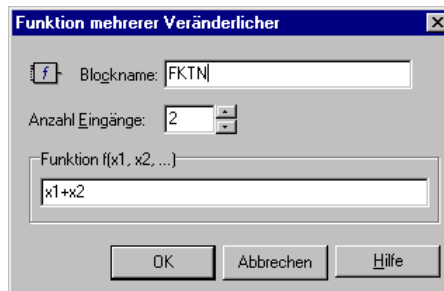 Funktion mehrerer Veränderlicher
f Blockname: FKTN
Anzahl Eingänge: 2
Funktion f(x1, x2, ...)
x1+x2
OK Abbrechen Hilfe